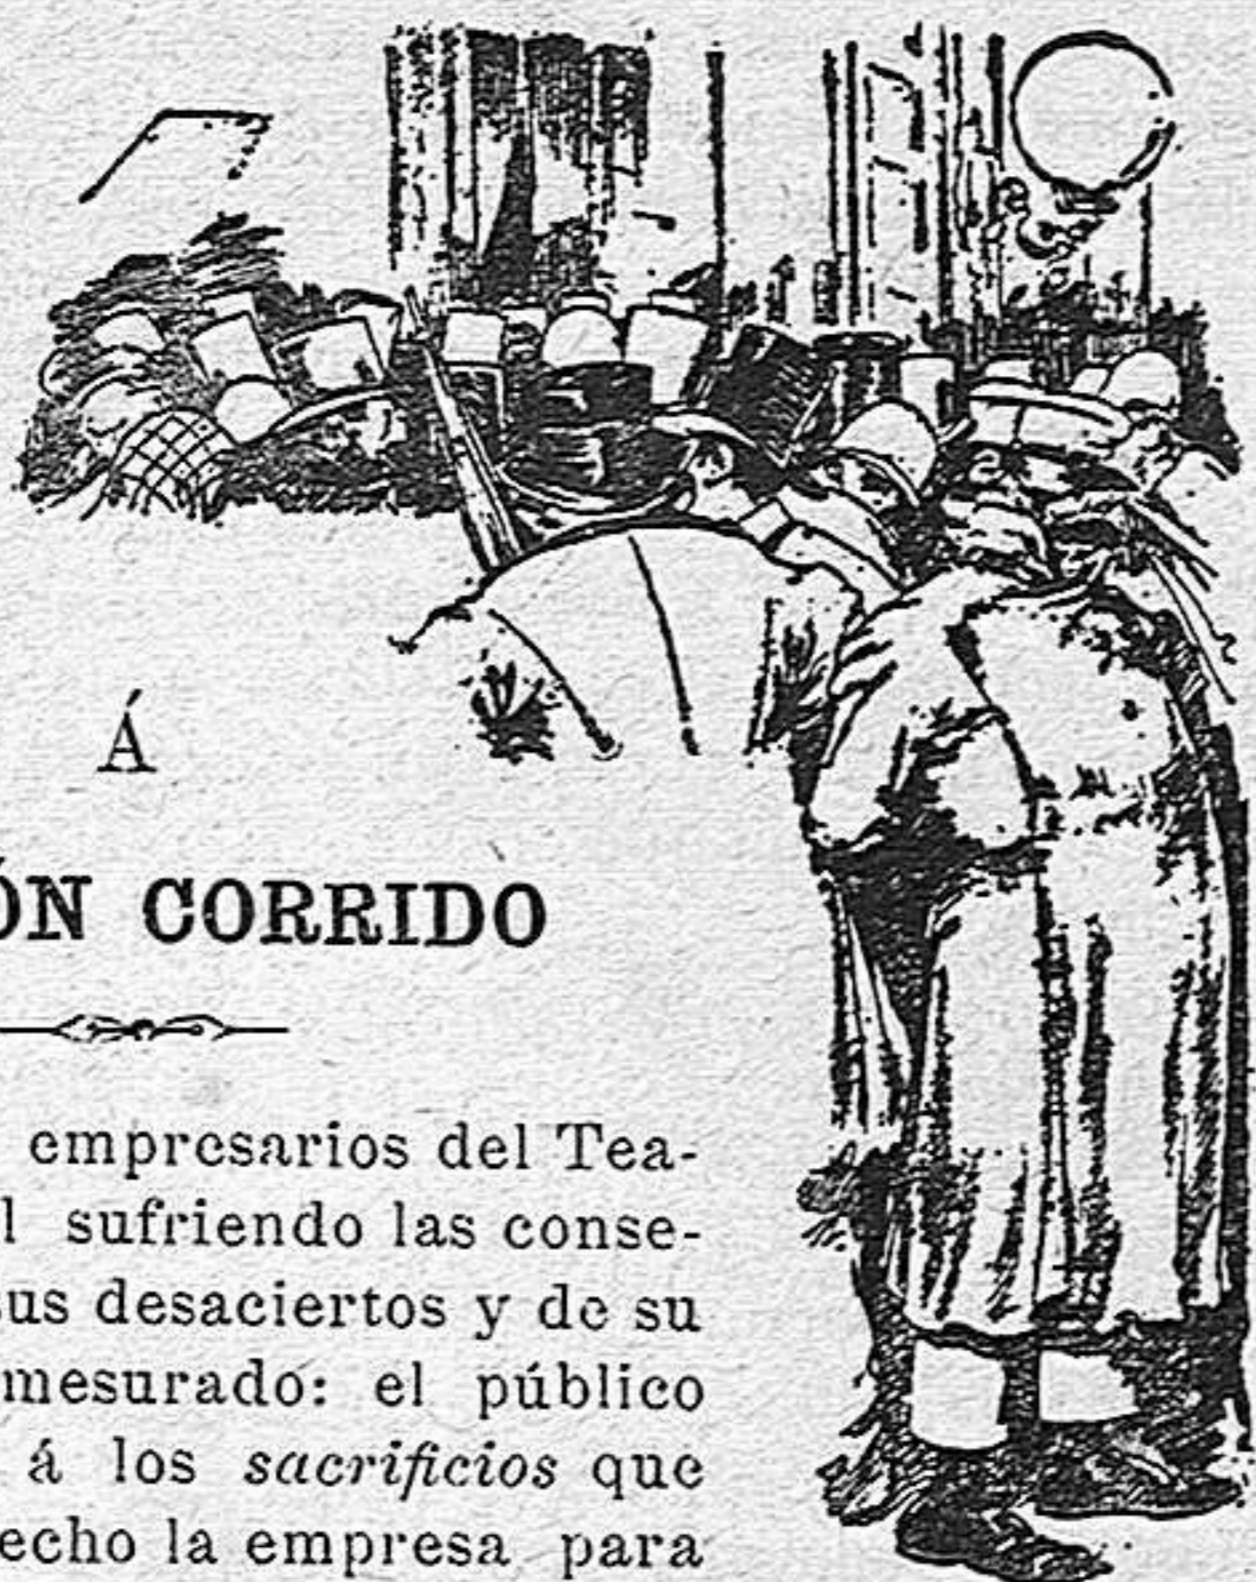 Á
ÓN CORRIDO
empresarios del Tea-
l sufriendo las conse-
sus desaciertos y de su
mesurado: el público
á los sacrificios que
echo la empresa para